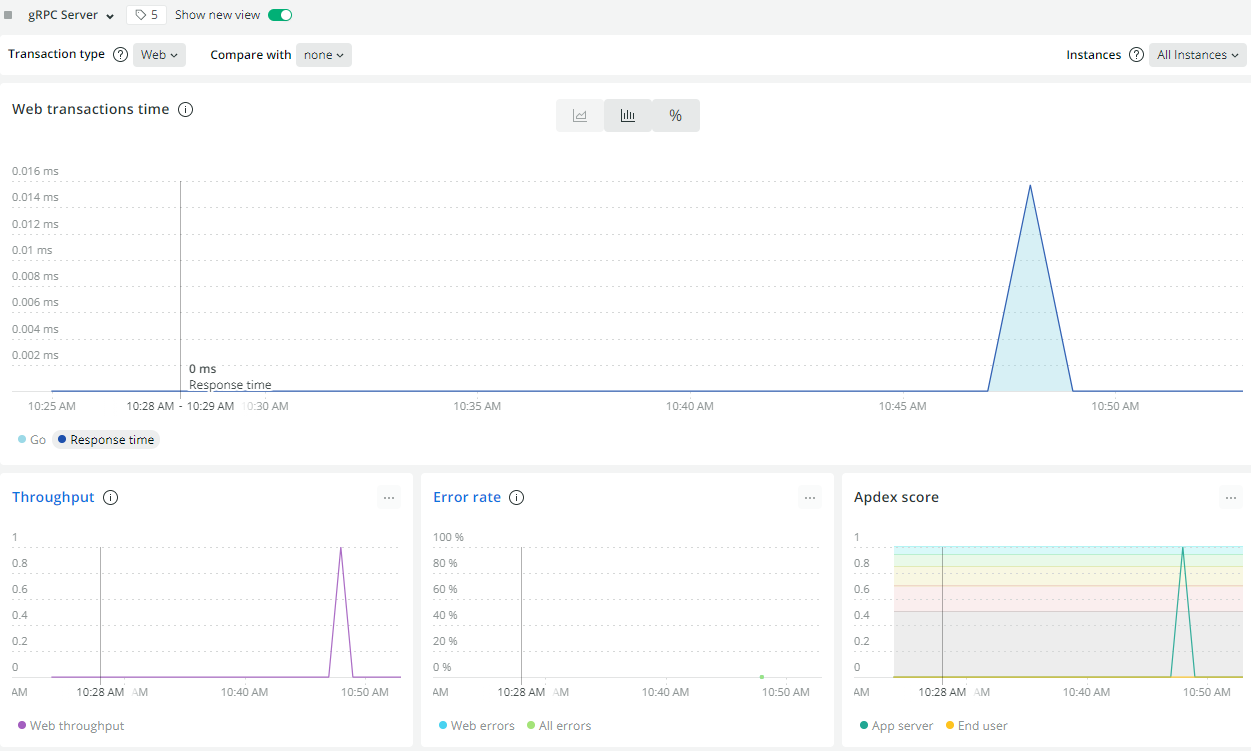 gRPC Server 5 Show new view
Transaction type ? Web Compare with none Instances ? All Instances
Web transactions time i
%
0.016 ms
0.014 ms
0.012 ms
0.01 ms
0.008 ms
0.006 ms
0.004 ms
0.002 ms
0 ms
Response time
10:25 AM 10:28 AM - 10:29 AM 10:30 AM 10:35 AM 10:40 AM 10:45 AM 10:50 AM
Go Response time
Throughput i ...
1
0.8
0.6
0.4
0.2
0
AM 10:28 AM AM 10:40 AM 10:50 AM
Web throughput
Error rate i ...
100 %
80 %
60 %
40 %
20 %
0 %
AM 10:28 AM AM 10:40 AM 10:50 AM
Web errors All errors
Apdex score ...
1
0.8
0.6
0.4
0.2
0
AM 10:28 AM AM 10:40 AM 10:50 AM
App server End user